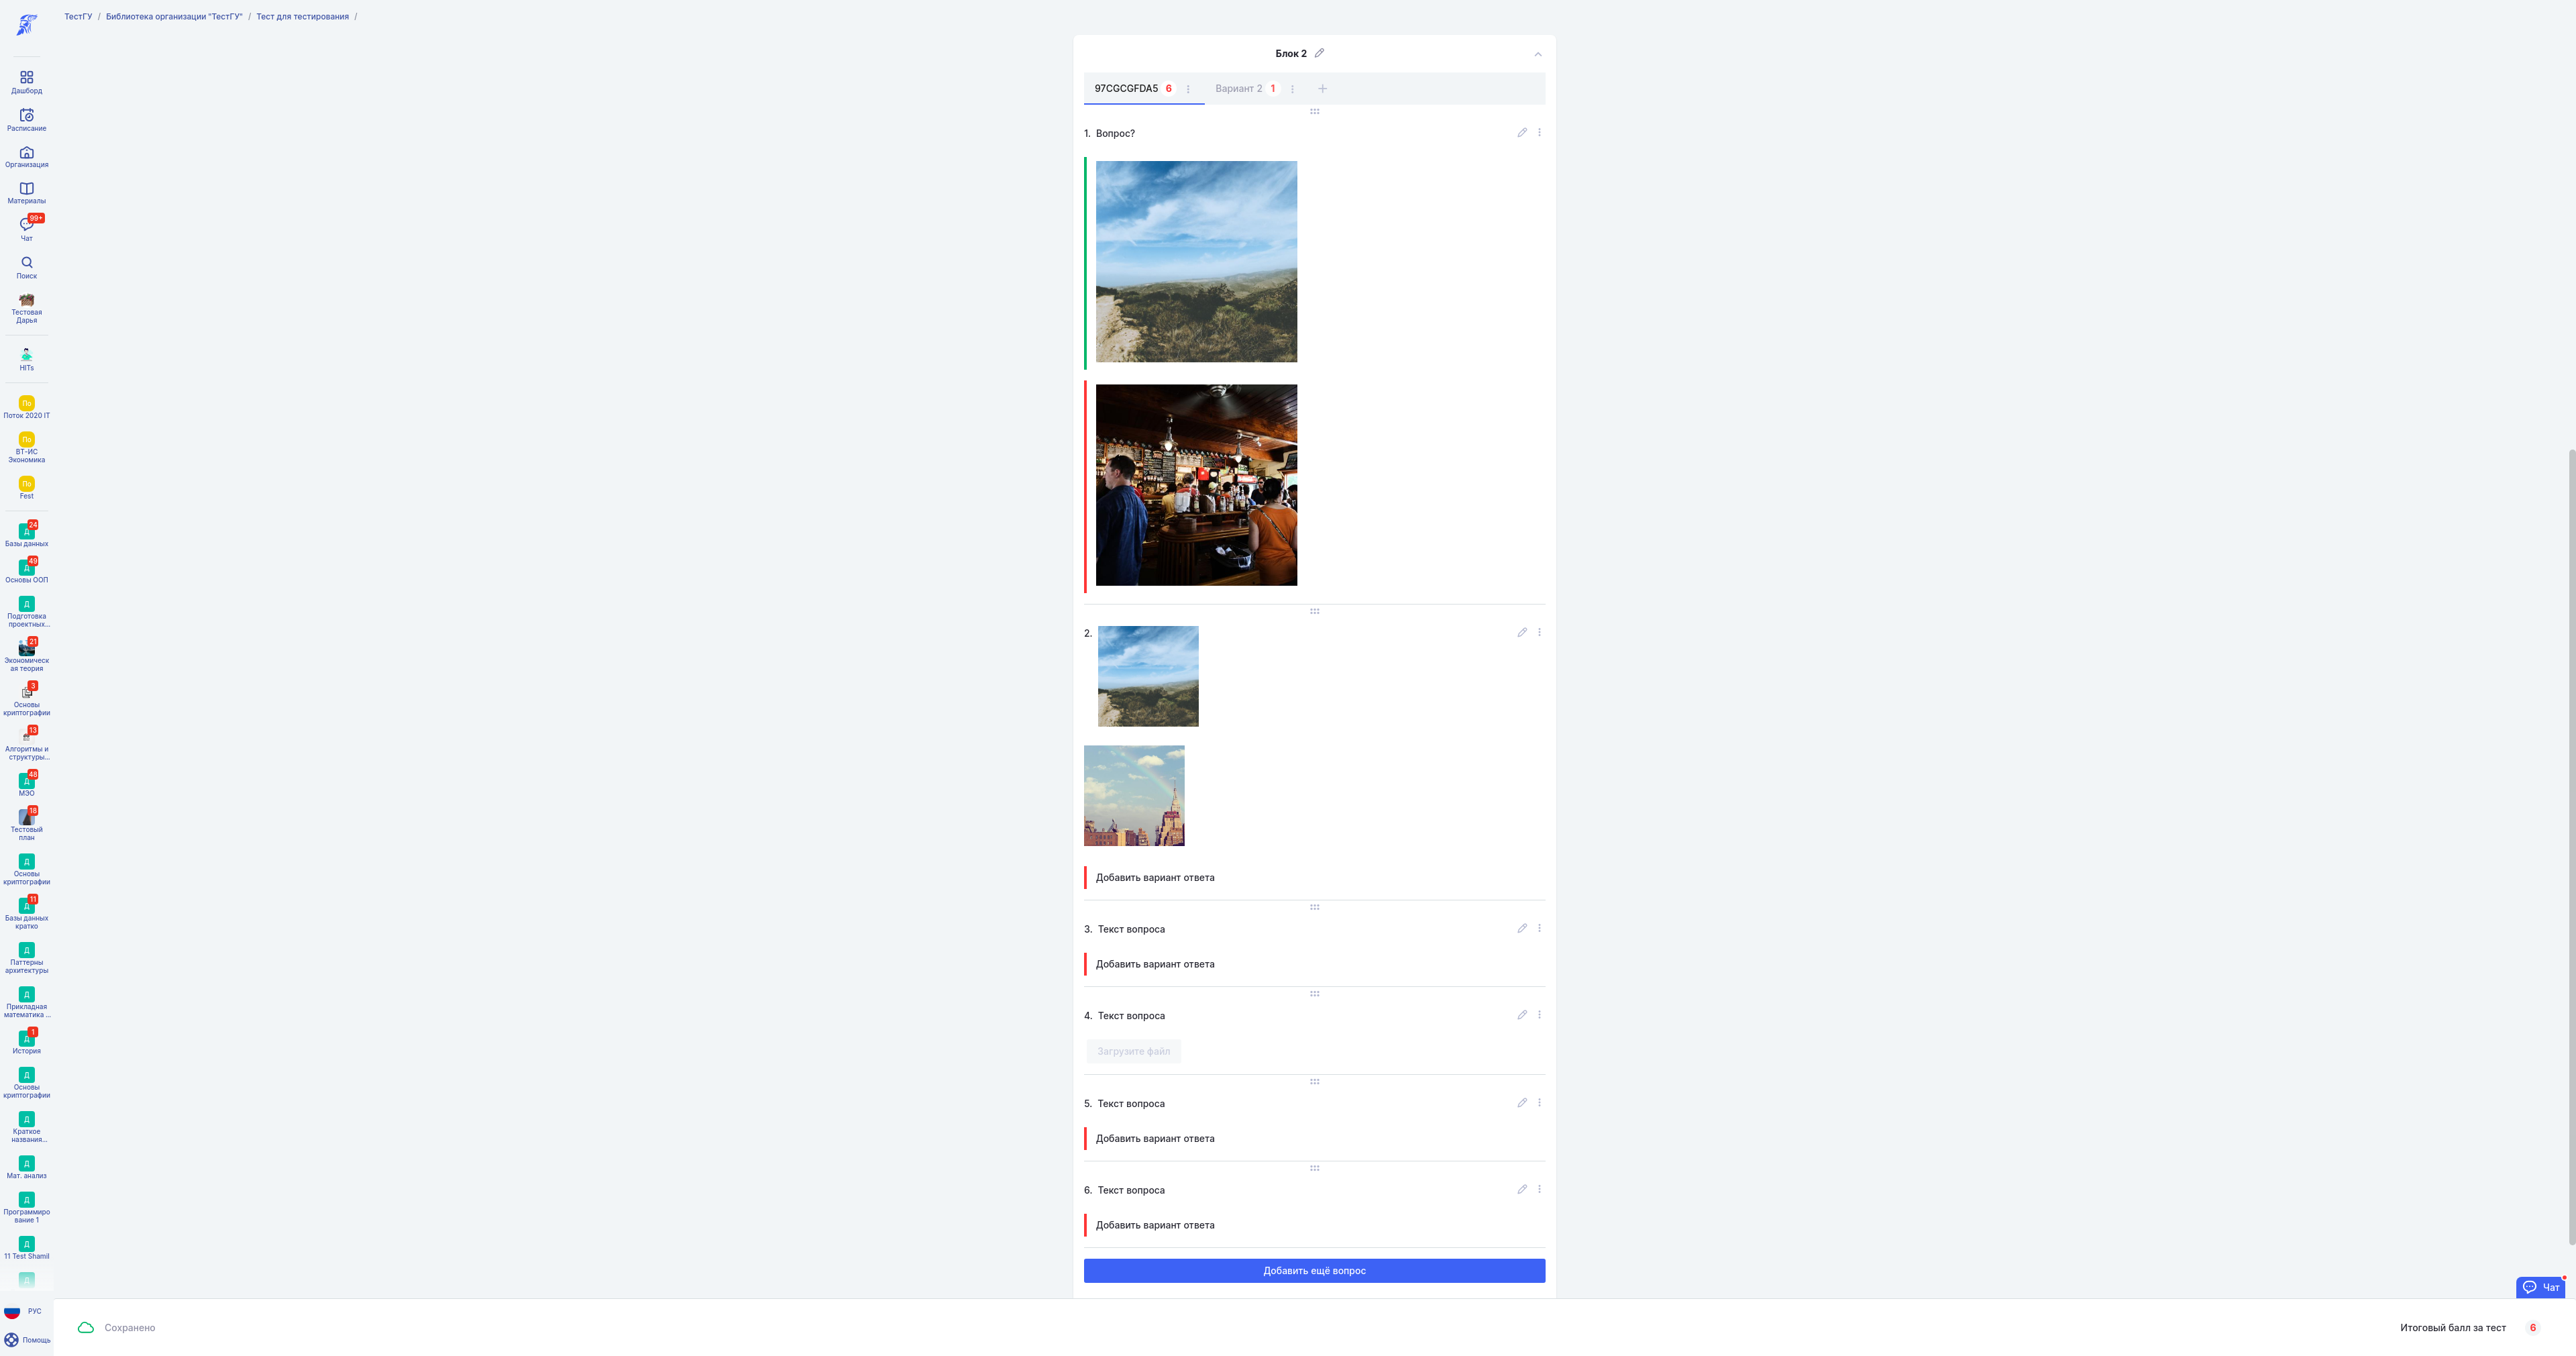 ТестГУ / Библиотека организации "ТестГУ" / Тест для тестирования /
Дашборд
Расписание
Организация
Материалы
99+
Чат
Поиск
Тестовая
Дарья
HITs
По
Поток 2020 IT
По
ВТ-ИС
Экономика
По
Fest
24
Д
Базы данных
49
Д
Основы ООП
Д
Подготовка
проектных...
21
Экономическ
ая теория
3
Основы
криптографии
13
Алгоритмы и
структуры...
48
Д
МЭО
18
Тестовый
план
Д
Основы
криптографии
11
Д
Базы данных
кратко
Д
Паттерны
архитектуры
Д
Прикладная
математика ...
1
Д
История
Д
Основы
криптографии
Д
Краткое
названия...
Д
Мат. анализ
Д
Программиро
вание 1
Д
11 Test Shamil
Д
РУС
Помощь
Блок 2
97CGCGFDA5 6 Вариант 2 1
1. Вопрос?
2.
Добавить вариант ответа
3. Текст вопроса
Добавить вариант ответа
4. Текст вопроса
Загрузите файл
5. Текст вопроса
Добавить вариант ответа
6. Текст вопроса
Добавить вариант ответа
Добавить ещё вопрос
Чат
Сохранено
Итоговый балл за тест 6